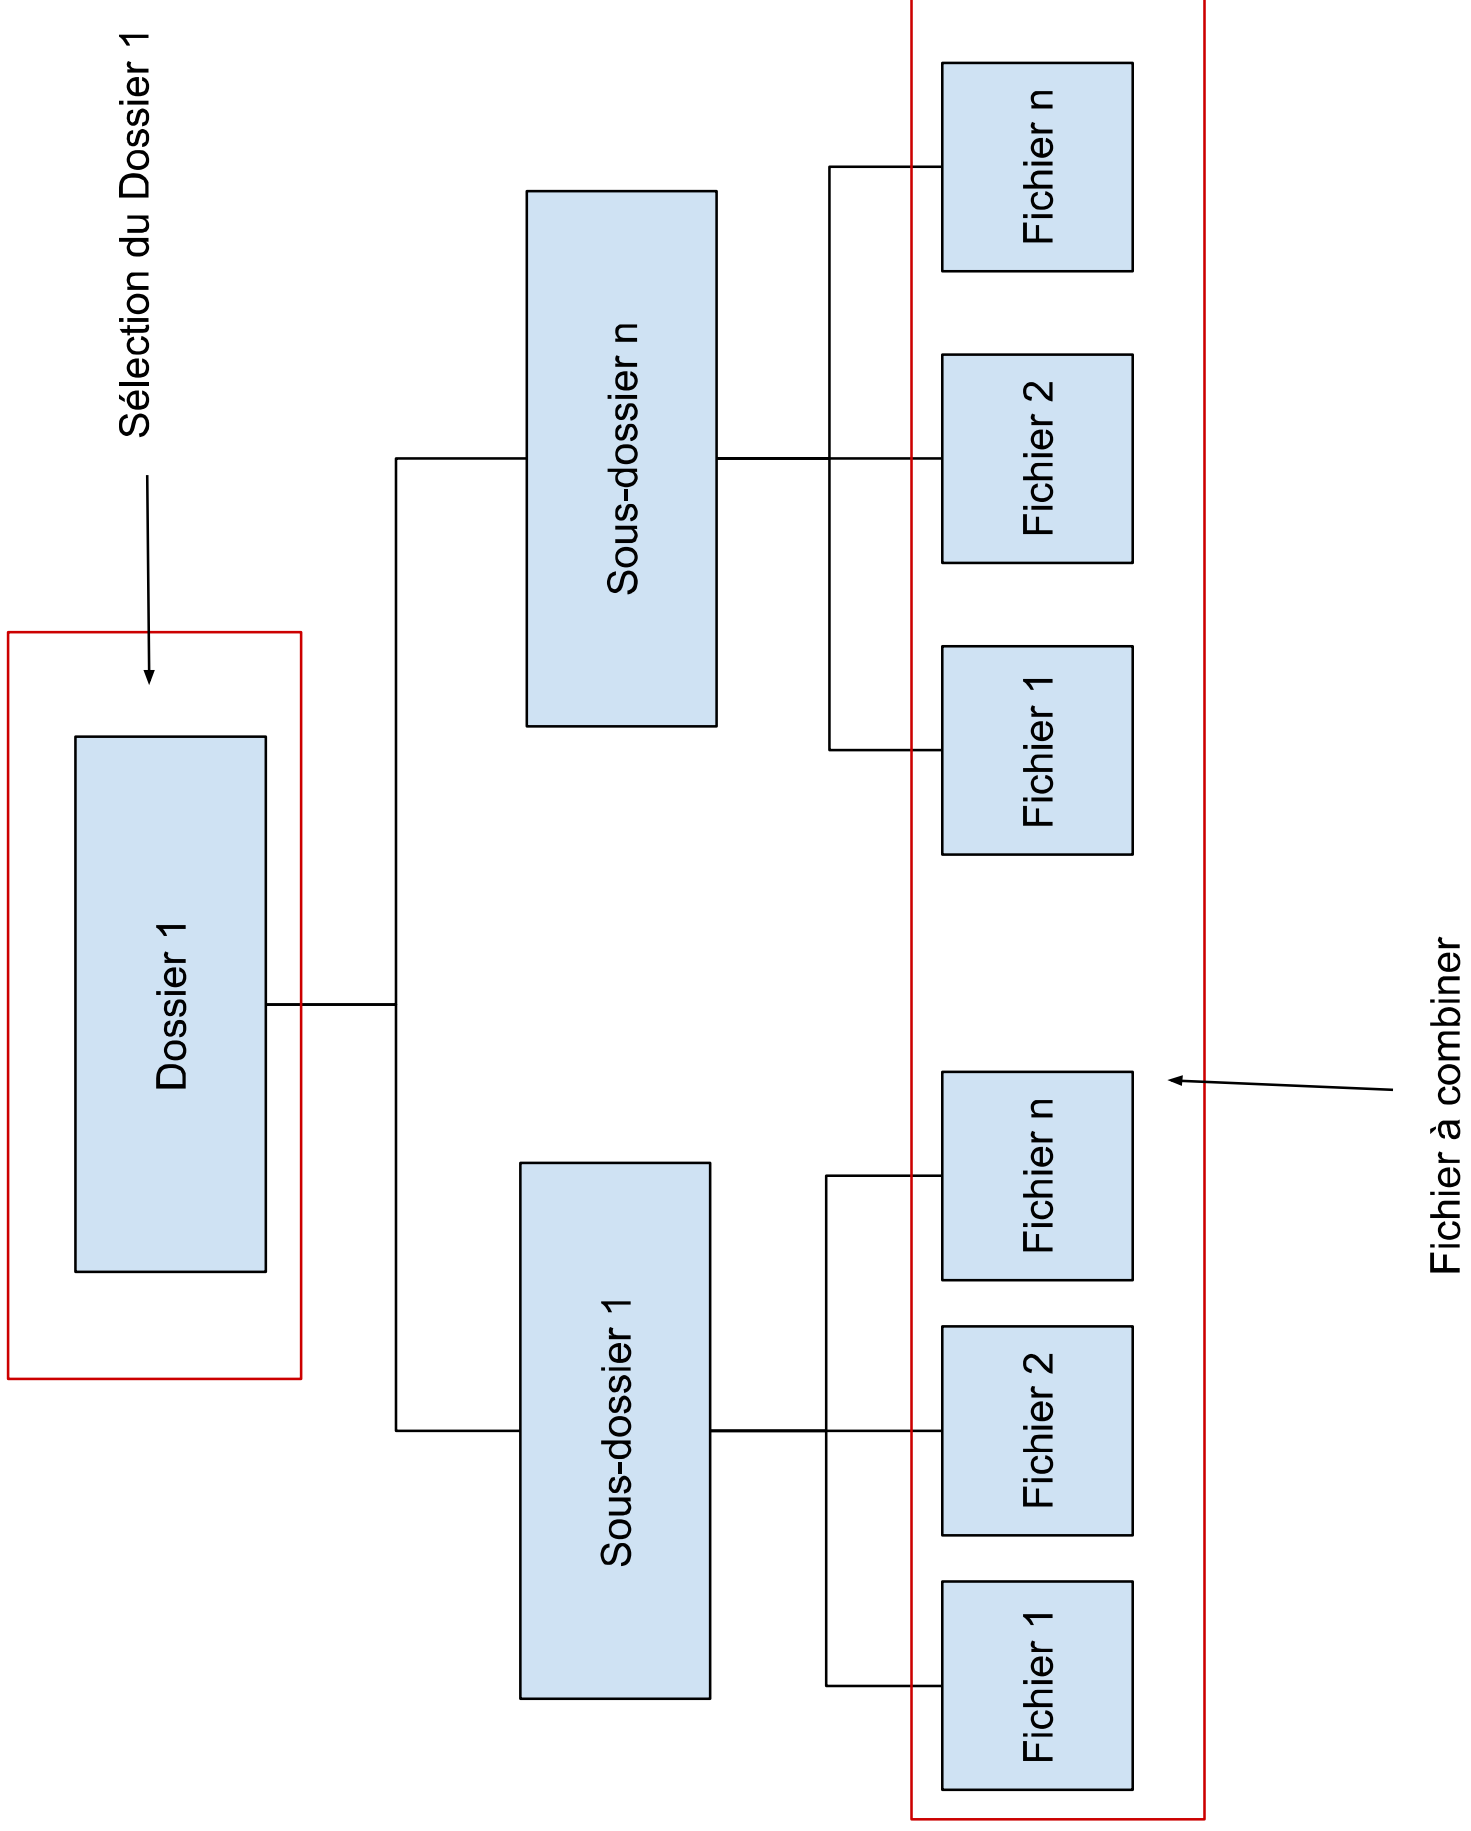 Sélection du Dossier 1
Dossier 1
Sous-dossier 1
Sous-dossier n
Fichier 1
Fichier 2
Fichier n
Fichier 1
Fichier 2
Fichier n
Fichier à combiner